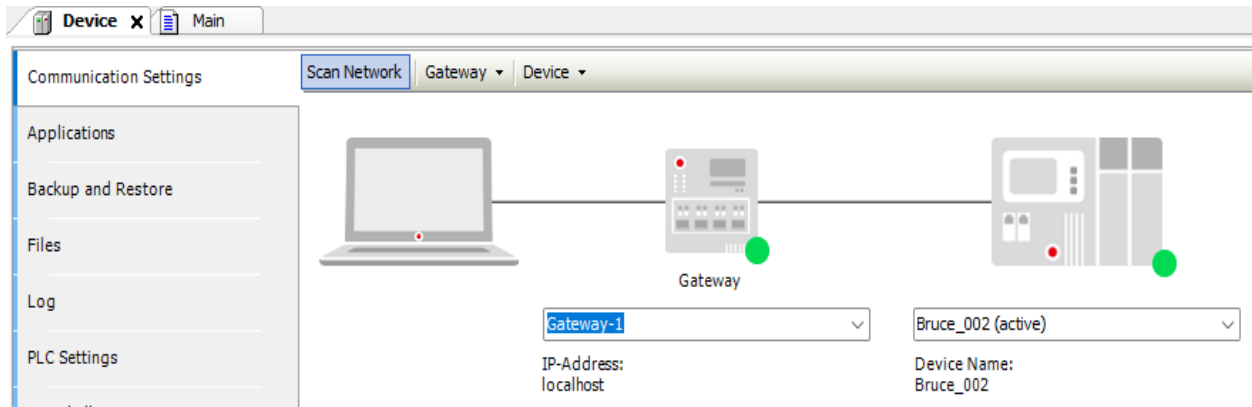 Device
Main
Communication Settings
Scan Network
Gateway
Device
Applications
Backup and Restore
Files
Log
PLC Settings
Gateway
Gateway-1
Bruce_002 (active)
IP-Address:
localhost
Device Name:
Bruce_002